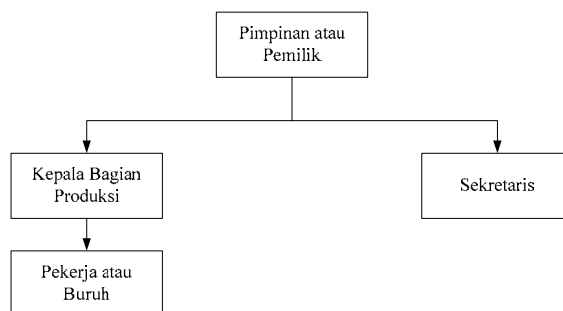 Pimpinan atau
Pemilik
Kepala Bagian
Produksi
Sekretaris
Pekerja atau
Buruh